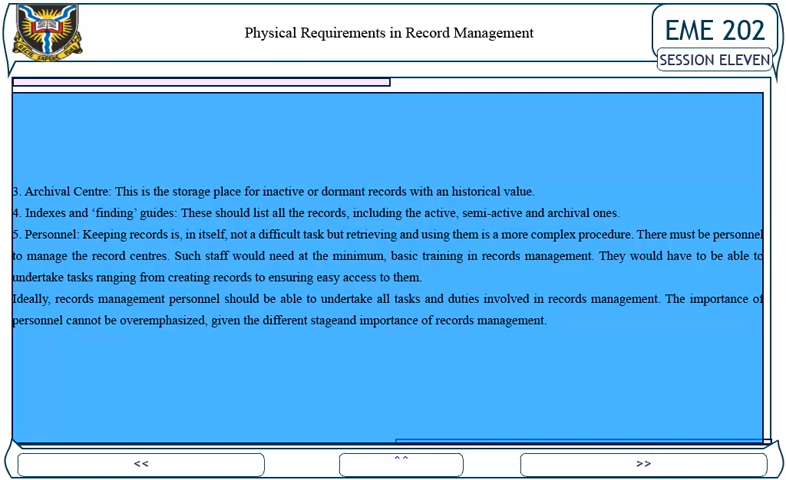 Physical Requirements in Record Management
EME 202
SESSION ELEVEN
3. Archival Centre: This is the storage place for inactive or dormant records with an historical value.
4. Indexes and ‘finding’ guides: These should list all the records, including the active, semi-active and archival ones.
5. Personnel: Keeping records is, in itself, not a difficult task but retrieving and using them is a more complex procedure. There must be personnel
to manage the record centres. Such staff would need at the minimum, basic training in records management. They would have to be able to
undertake tasks ranging from creating records to ensuring easy access to them.
Ideally, records management personnel should be able to undertake all tasks and duties involved in records management. The importance of
personnel cannot be overemphasized, given the different stageand importance of records management.
<<
^^
>>